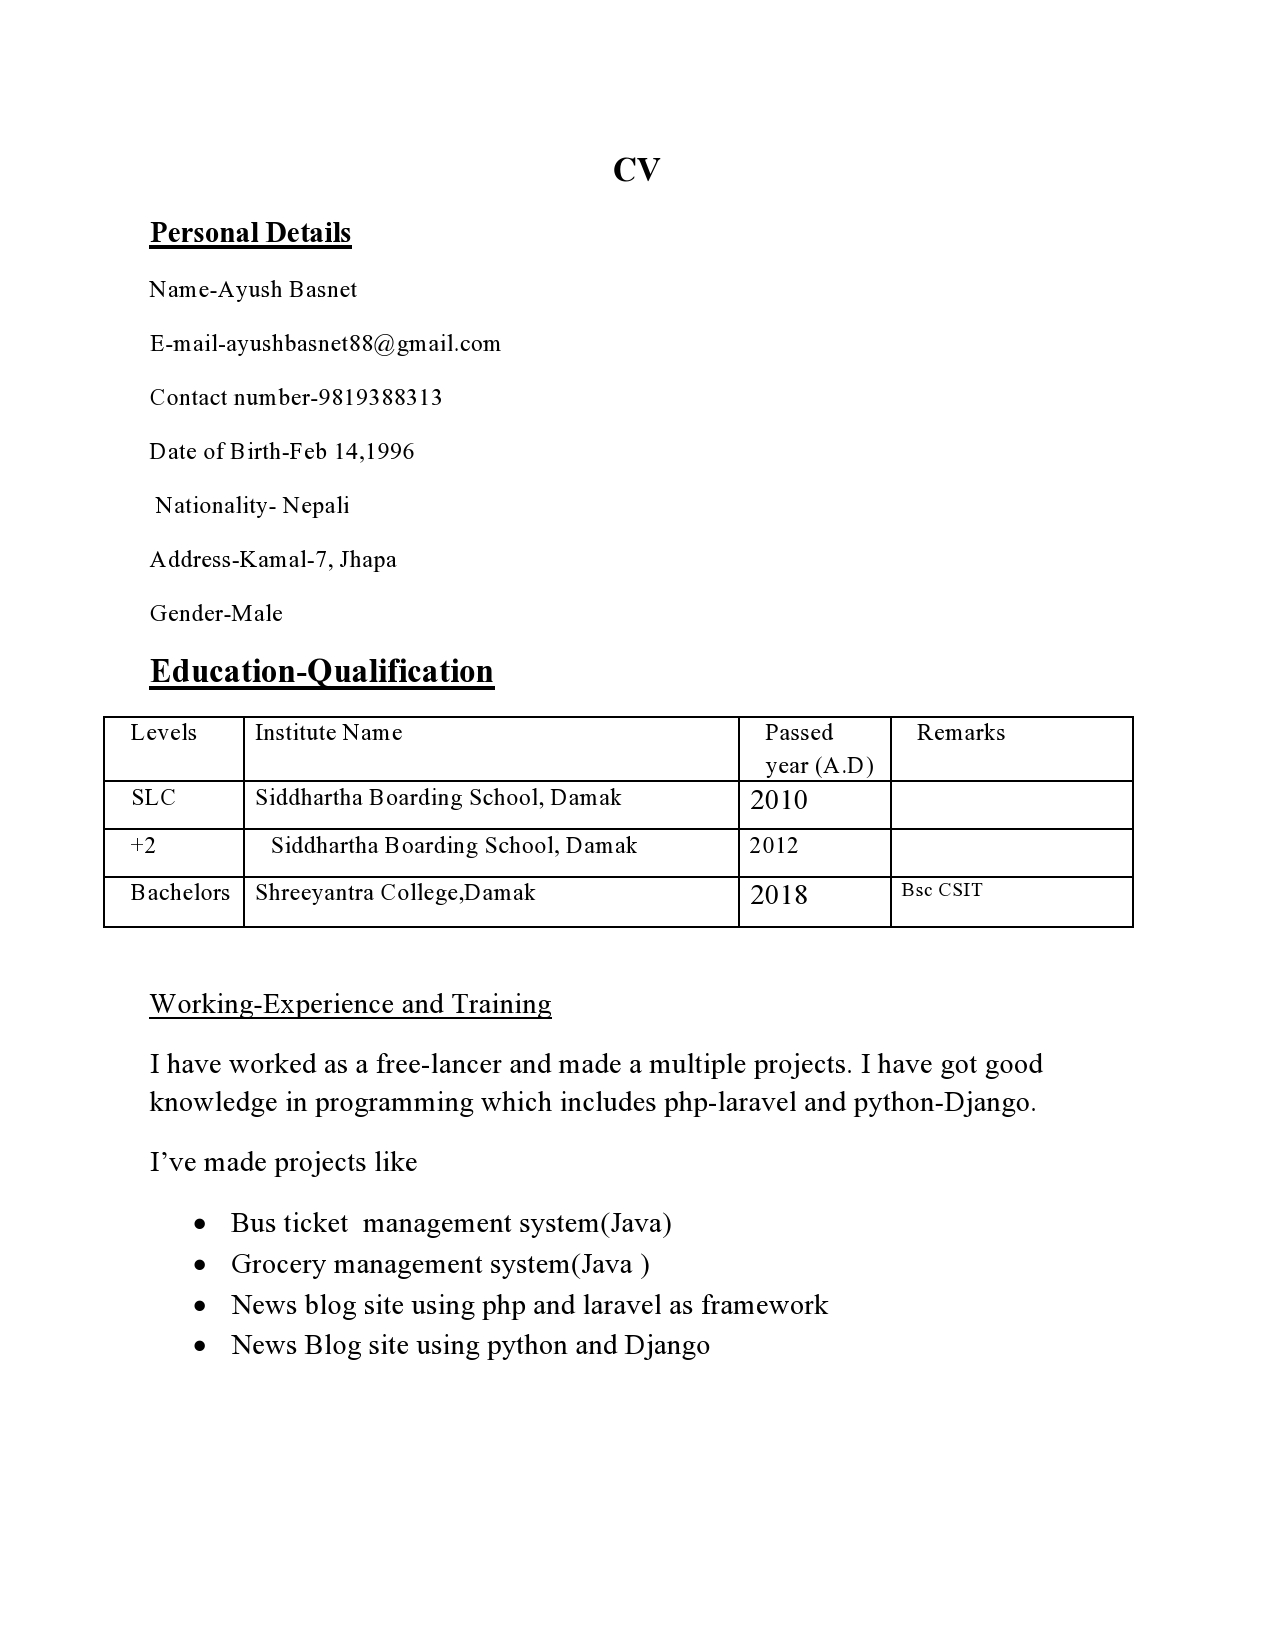 CV
Personal Details
Name-Ayush Basnet
E-mail-ayushbasnet88@gmail.com
Contact number-9819388313
Date of Birth-Feb 14,1996
Nationality- Nepali
Address-Kamal-7, Jhapa
Gender-Male
Education-Qualification
Levels Institute Name Passed year (A.D) Remarks
SLC Siddhartha Boarding School, Damak 2010
+2 Siddhartha Boarding School, Damak 2012
Bachelors Shreeyantra College,Damak 2018 Bsc CSIT
Working-Experience and Training
I have worked as a free-lancer and made a multiple projects. I have got good
knowledge in programming which includes php-laravel and python-Django.
I’ve made projects like
• Bus ticket  management system(Java)
• Grocery management system(Java )
• News blog site using php and laravel as framework
• News Blog site using python and Django